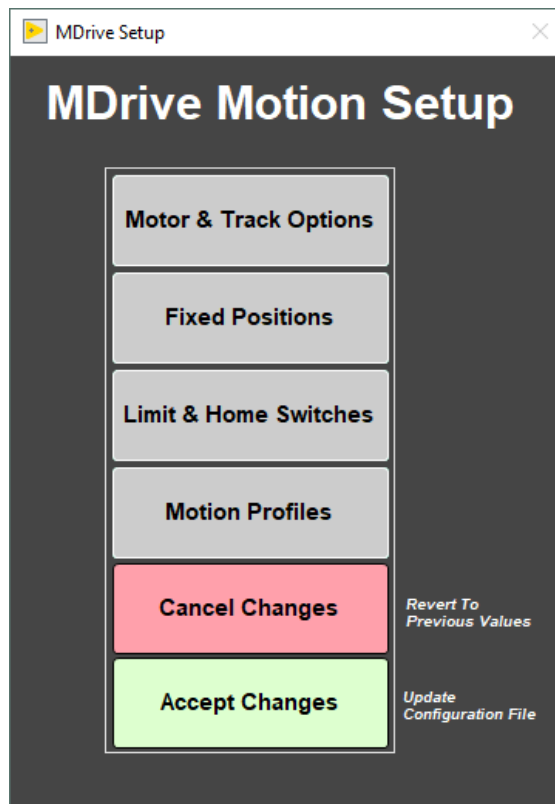 MDrive Setup
MDrive Motion Setup
Motor & Track Options
Fixed Positions
Limit & Home Switches
Motion Profiles
Cancel Changes
Revert To
Previous Values
Accept Changes
Update
Configuration File